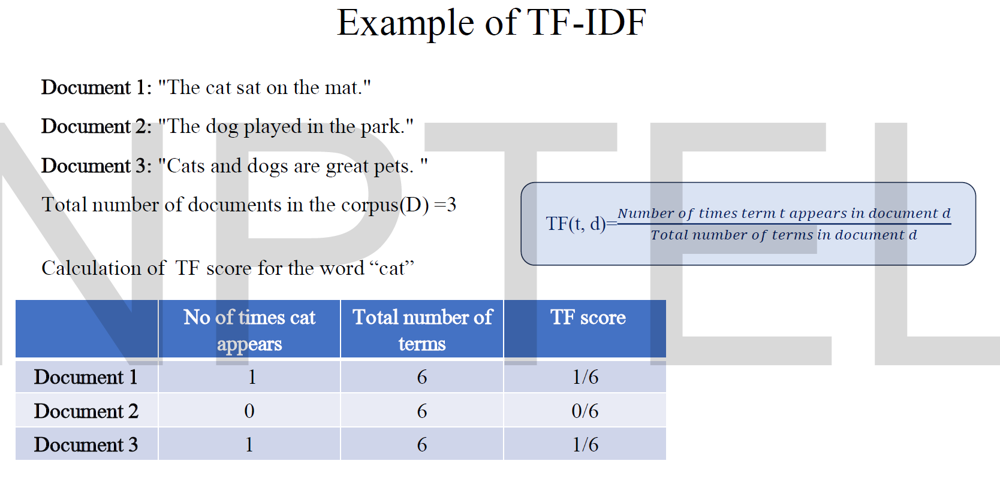 Example of TF-IDF
Document 1: "The cat sat on the mat."
Document 2: "The dog played in the park."
Document 3: "Cats and dogs are great pets. "
Total number of documents in the corpus(D) =3
TF(t, d)=Number of times term t appears in document d
Total number of terms in document d
Calculation of TF score for the word “cat”
No of times cat appears Total number of terms TF score
Document 1 1 6 1/6
Document 2 0 6 0/6
Document 3 1 6 1/6
NPTEL